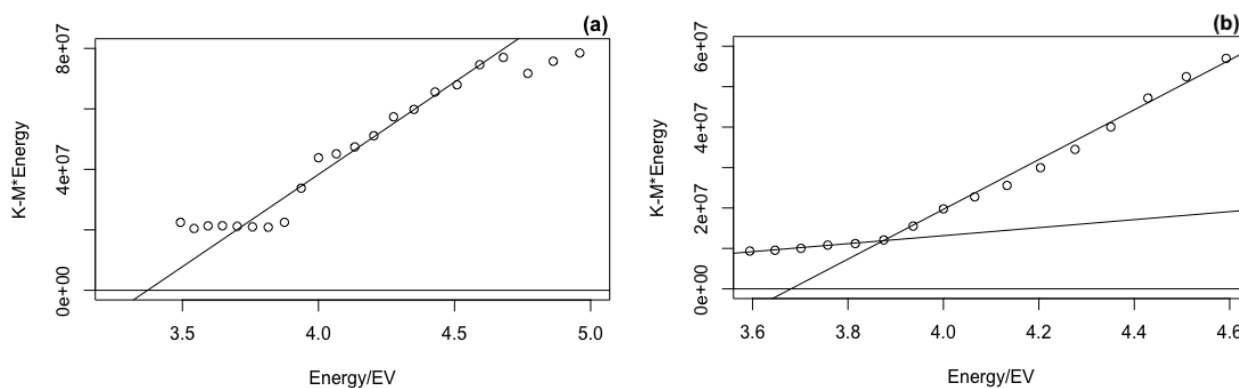 (a)
8e+07
4e+07
0e+00
K-M*Energy
3.5 4.0 4.5 5.0
Energy/EV
(b)
6e+07
4e+07
2e+07
0e+00
K-M*Energy
3.6 3.8 4.0 4.2 4.4 4.6
Energy/EV